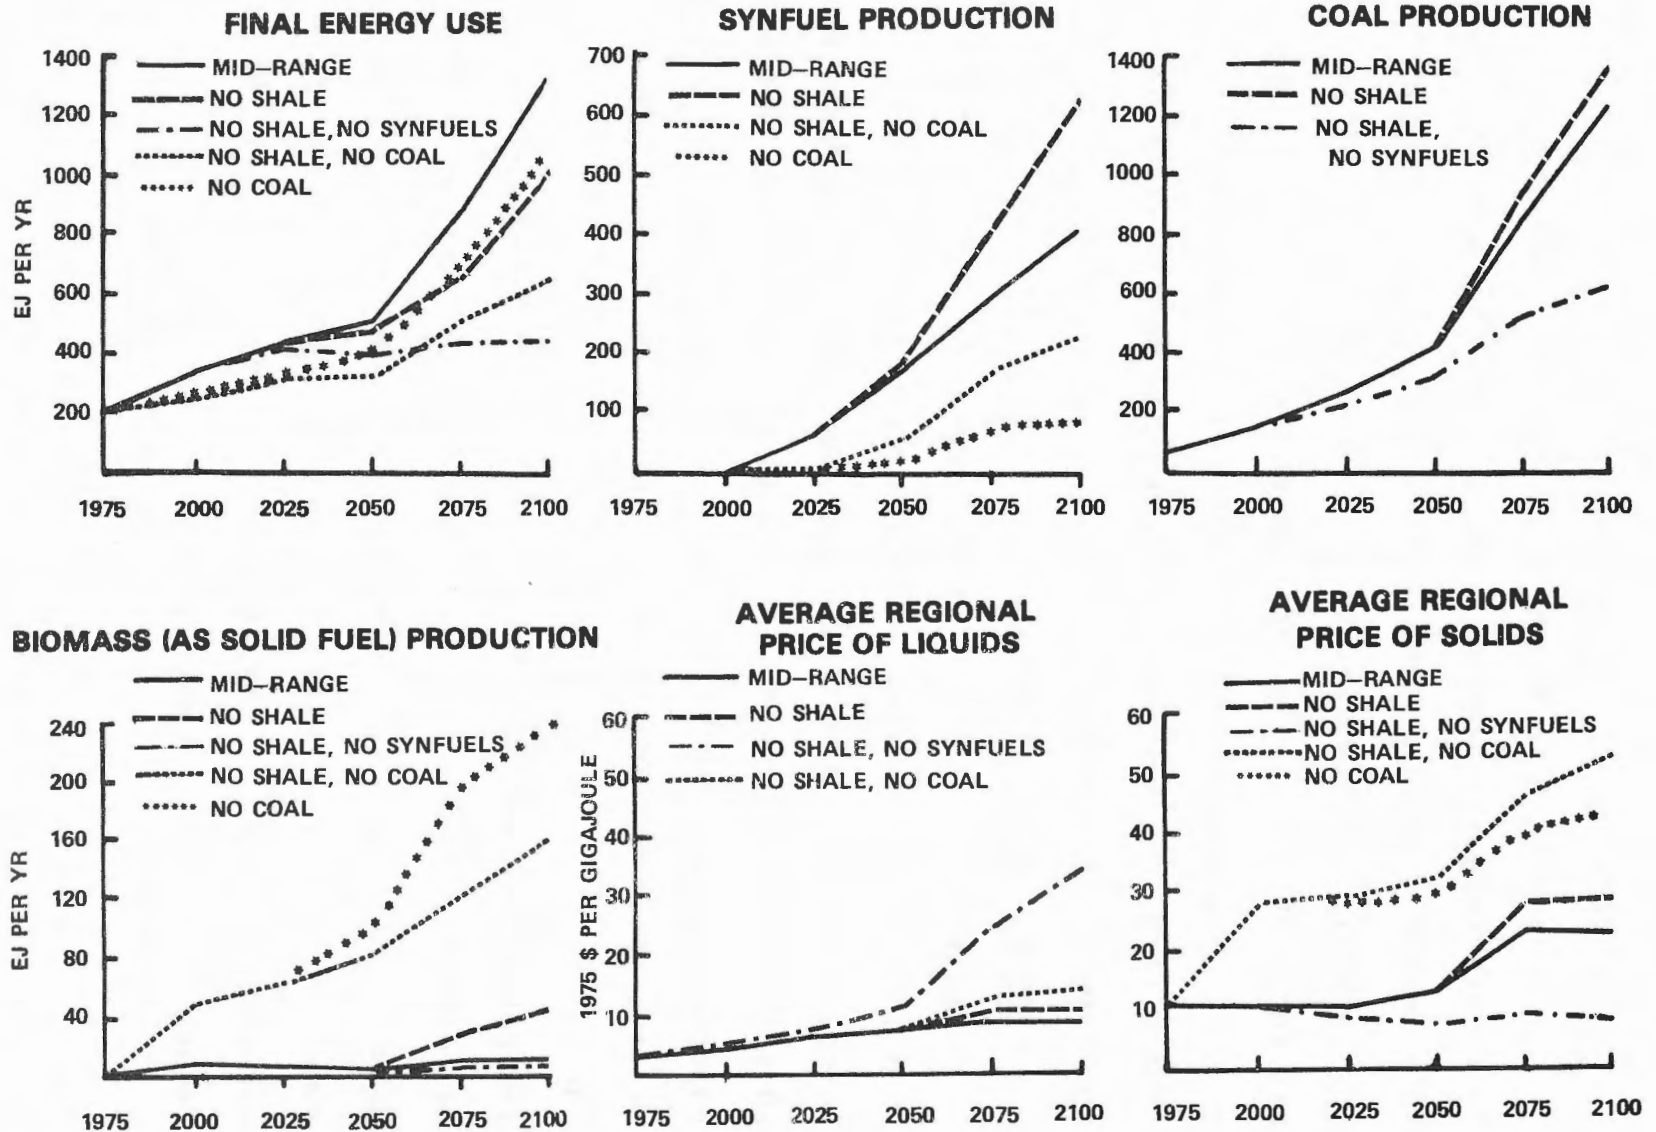 FINAL ENERGY USE
1400
1200
1000
800
600
400
200
EJ PER YR
MID–RANGE
NO SHALE
NO SHALE, NO SYNFUELS
NO SHALE, NO COAL
NO COAL
1975 2000 2025 2050 2075 2100
SYNFUEL PRODUCTION
700
600
500
400
300
200
100
MID–RANGE
NO SHALE
NO SHALE, NO COAL
NO COAL
1975 2000 2025 2050 2075 2100
COAL PRODUCTION
1400
1200
1000
800
600
400
200
MID–RANGE
NO SHALE
NO SHALE,
NO SYNFUELS
1975 2000 2025 2050 2075 2100
BIOMASS (AS SOLID FUEL) PRODUCTION
MID–RANGE
NO SHALE
NO SHALE, NO SYNFUELS
NO SHALE, NO COAL
NO COAL
240
200
160
120
80
40
EJ PER YR
1975 2000 2025 2050 2075 2100
AVERAGE REGIONAL
PRICE OF LIQUIDS
MID–RANGE
NO SHALE
NO SHALE, NO SYNFUELS
NO SHALE, NO COAL
60
50
40
30
20
10
1975 $ PER GIGAJOULE
1975 2000 2025 2050 2075 2100
AVERAGE REGIONAL
PRICE OF SOLIDS
MID–RANGE
NO SHALE
NO SHALE, NO SYNFUELS
NO SHALE, NO COAL
NO COAL
60
50
40
30
20
10
1975 2000 2025 2050 2075 2100